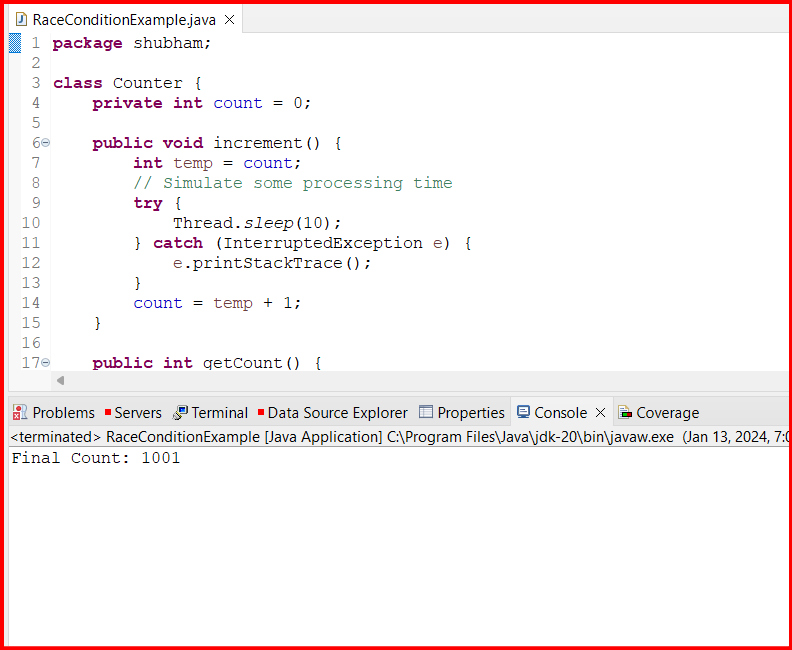 RaceConditionExample.java
1 package shubham;
2
3 class Counter {
4     private int count = 0;
5
6     public void increment() {
7         int temp = count;
8         // Simulate some processing time
9         try {
10             Thread.sleep(10);
11         } catch (InterruptedException e) {
12             e.printStackTrace();
13         }
14         count = temp + 1;
15     }
16
17     public int getCount() {
Problems Servers Terminal Data Source Explorer Properties Console Coverage
<terminated> RaceConditionExample [Java Application] C:\Program Files\Java\jdk-20\bin\javaw.exe (Jan 13, 2024, 7:0
Final Count: 1001